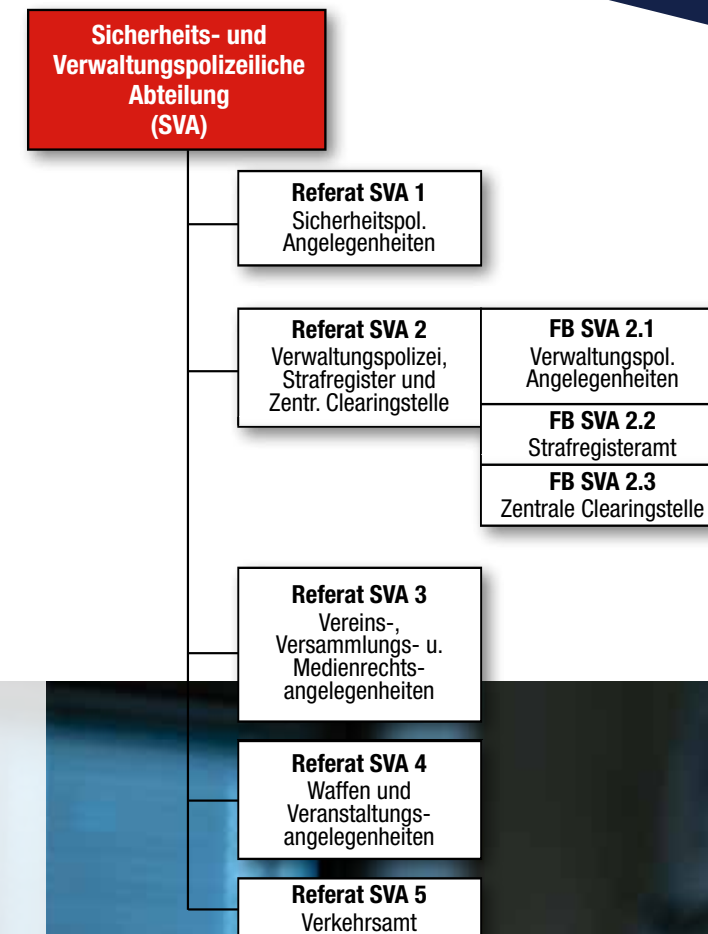 Sicherheits- und
Verwaltungspolizeiliche
Abteilung
(SVA)
Referat SVA 1
Sicherheitspol.
Angelegenheiten
Referat SVA 2
Verwaltungspolizei,
Strafregister und
Zentr. Clearingstelle
FB SVA 2.1
Verwaltungspol.
Angelegenheiten
FB SVA 2.2
Strafregisteramt
FB SVA 2.3
Zentrale Clearingstelle
Referat SVA 3
Vereins-,
Versammlungs- u.
Medienrechts-
angelegenheiten
Referat SVA 4
Waffen und
Veranstaltungs-
angelegenheiten
Referat SVA 5
Verkehrsamt